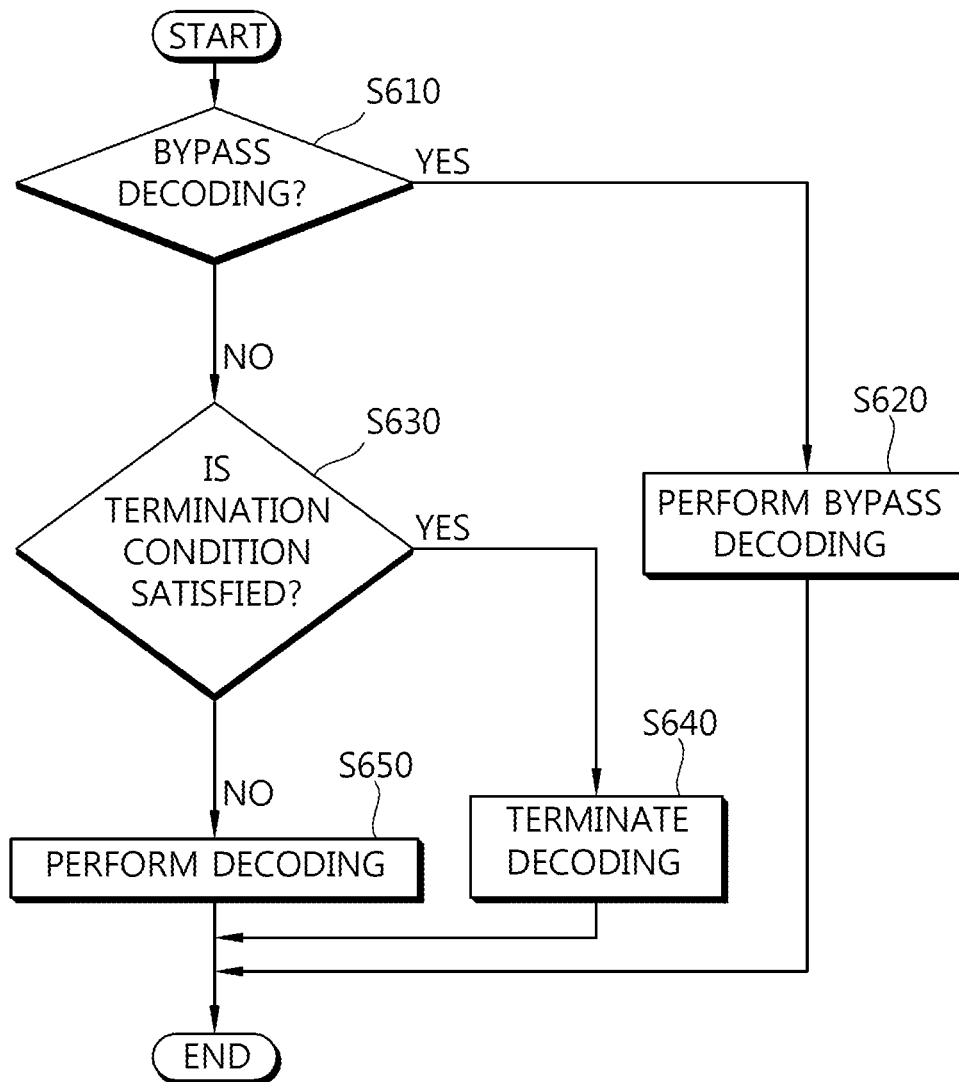 START
S610
BYPASS
DECODING?
YES
NO
S630
S620
IS
TERMINATION
CONDITION
SATISFIED?
YES
PERFORM BYPASS
DECODING
S640
S650
NO
TERMINATE
DECODING
PERFORM DECODING
END